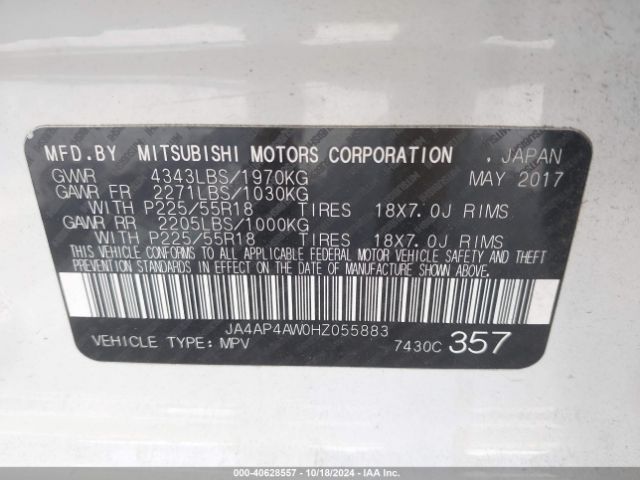 MFD.BY MITSUBISHI MOTORS CORPORATION . JAPAN
GVWR 4343LBS/1970KG MAY 2017
GAWR FR 2271LBS/1030KG
WITH P225/55R18 TIRES 18X7.0J RIMS
GAWR RR 2205LBS/1000KG
WITH P225/55R18 TIRES 18X7.0J RIMS
THIS VEHICLE CONFORMS TO ALL APPLICABLE FEDERAL MOTOR VEHICLE SAFETY AND THEFT
PREVENTION STANDARDS IN EFFECT ON THE DATE OF MANUFACTURE SHOWN ABOVE.
JA4AP4AW0HZ055883
VEHICLE TYPE: MPV 7430C 357
000-40628557 - 10/18/2024 - IAAI.com